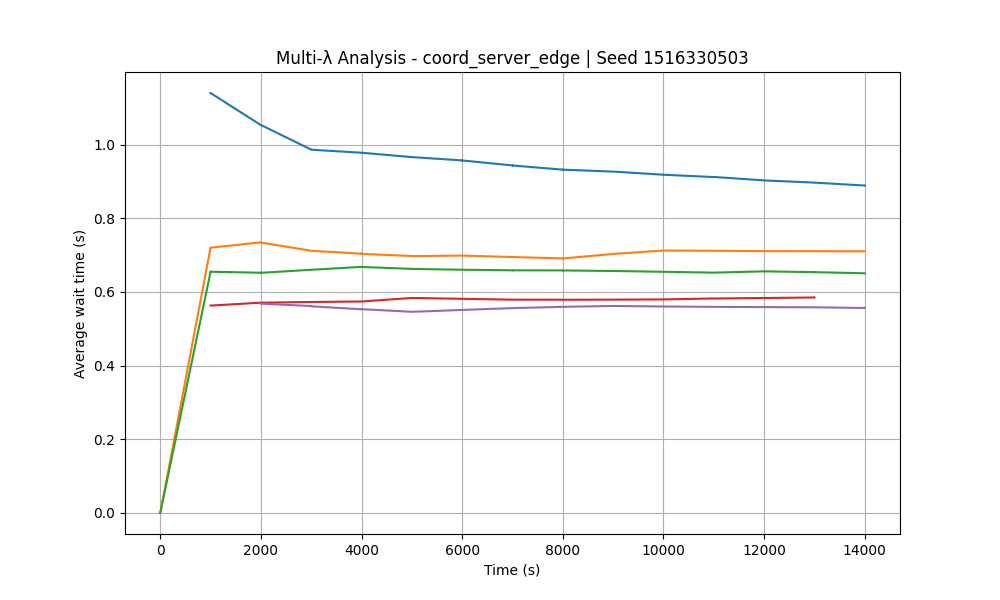 Multi-λ Analysis - coord_server_edge | Seed 1516330503
Average wait time (s)
1.0
0.8
0.6
0.4
0.2
0.0
0 2000 4000 6000 8000 10000 12000 14000
Time (s)